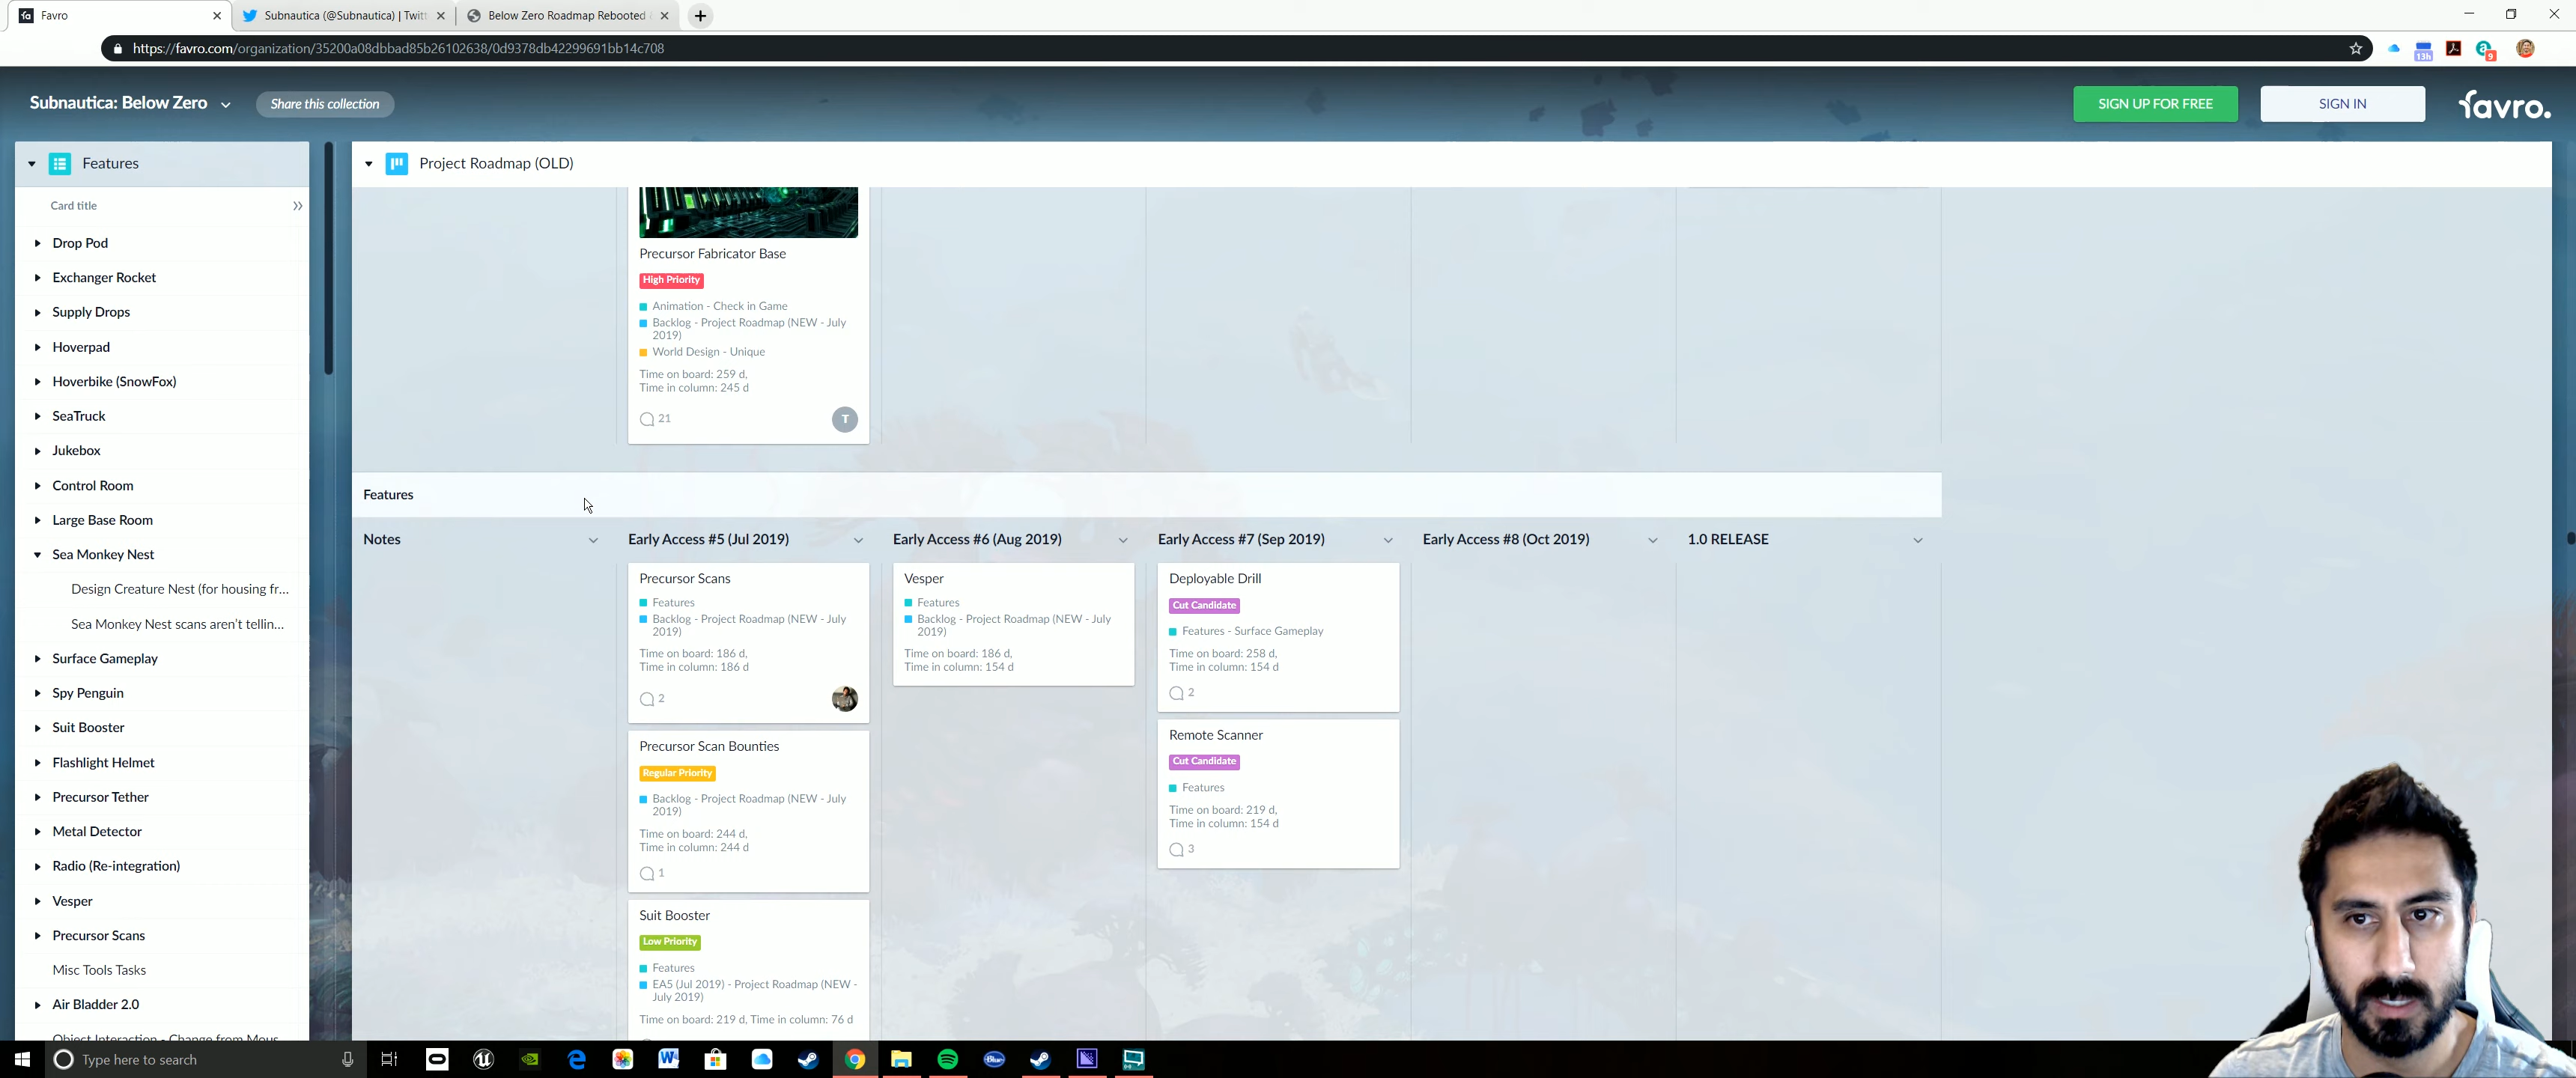 Favro
Subnautica (@Subnautica) | Twitt
Below Zero Roadmap Rebooted
https://favro.com/organization/35200a08dbbad85b26102638/0d9378db42299691bb14c708
13h
9
Subnautica: Below Zero
Share this collection
SIGN UP FOR FREE
SIGN IN
favro.
Features
Project Roadmap (OLD)
Card title
Drop Pod
Exchanger Rocket
Supply Drops
Hoverpad
Hoverbike (SnowFox)
SeaTruck
Jukebox
Control Room
Large Base Room
Sea Monkey Nest
Design Creature Nest (for housing fr...
Sea Monkey Nest scans aren't tellin...
Surface Gameplay
Spy Penguin
Suit Booster
Flashlight Helmet
Precursor Tether
Metal Detector
Radio (Re-integration)
Vesper
Precursor Scans
Misc Tools Tasks
Air Bladder 2.0
Object Interaction - Change from Mous
Precursor Fabricator Base
High Priority
Animation - Check in Game
Backlog - Project Roadmap (NEW - July
2019)
World Design - Unique
Time on board: 259 d,
Time in column: 245 d
21
T
Features
Notes
Early Access #5 (Jul 2019)
Early Access #6 (Aug 2019)
Early Access #7 (Sep 2019)
Early Access #8 (Oct 2019)
1.0 RELEASE
Precursor Scans
Features
Backlog - Project Roadmap (NEW - July
2019)
Time on board: 186 d,
Time in column: 186 d
2
Precursor Scan Bounties
Regular Priority
Backlog - Project Roadmap (NEW - July
2019)
Time on board: 244 d,
Time in column: 244 d
1
Suit Booster
Low Priority
Features
EA5 (Jul 2019) - Project Roadmap (NEW -
July 2019)
Time on board: 219 d, Time in column: 76 d
Vesper
Features
Backlog - Project Roadmap (NEW - July
2019)
Time on board: 186 d,
Time in column: 154 d
Deployable Drill
Cut Candidate
Features - Surface Gameplay
Time on board: 258 d,
Time in column: 154 d
2
Remote Scanner
Cut Candidate
Features
Time on board: 219 d,
Time in column: 154 d
3
Type here to search
Blue